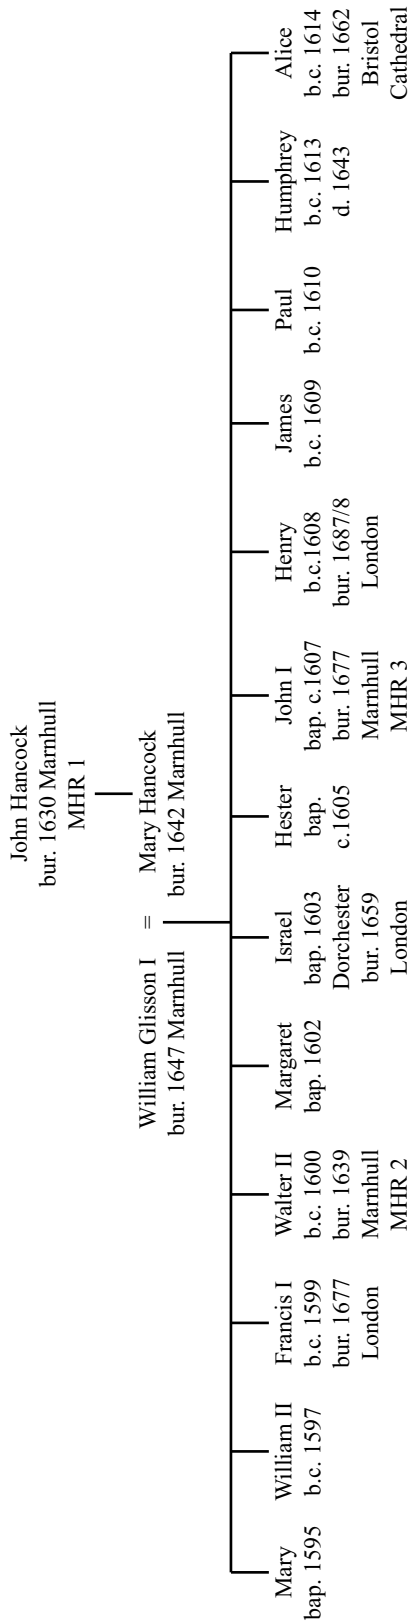 John Hancock
bur. 1630 Marnhull
MHR 1
William Glisson I = Mary Hancock
bur. 1647 Marnhull bur. 1642 Marnhull
Mary
bap. 1595
William II
b.c. 1597
Francis I
b.c. 1599
bur. 1677
London
Walter II
b.c. 1600
bur. 1639
Marnhull
MHR 2
Margaret
bap. 1602
Israel
bap. 1603
Dorchester
bur. 1659
London
Hester
bap.
c.1605
John I
bap. c.1607
bur. 1677
Marnhull
MHR 3
Henry
b.c.1608
bur. 1687/8
London
James
b.c. 1609
Paul
b.c. 1610
Humphrey
b.c. 1613
d. 1643
Alice
b.c. 1614
bur. 1662
Bristol
Cathedral